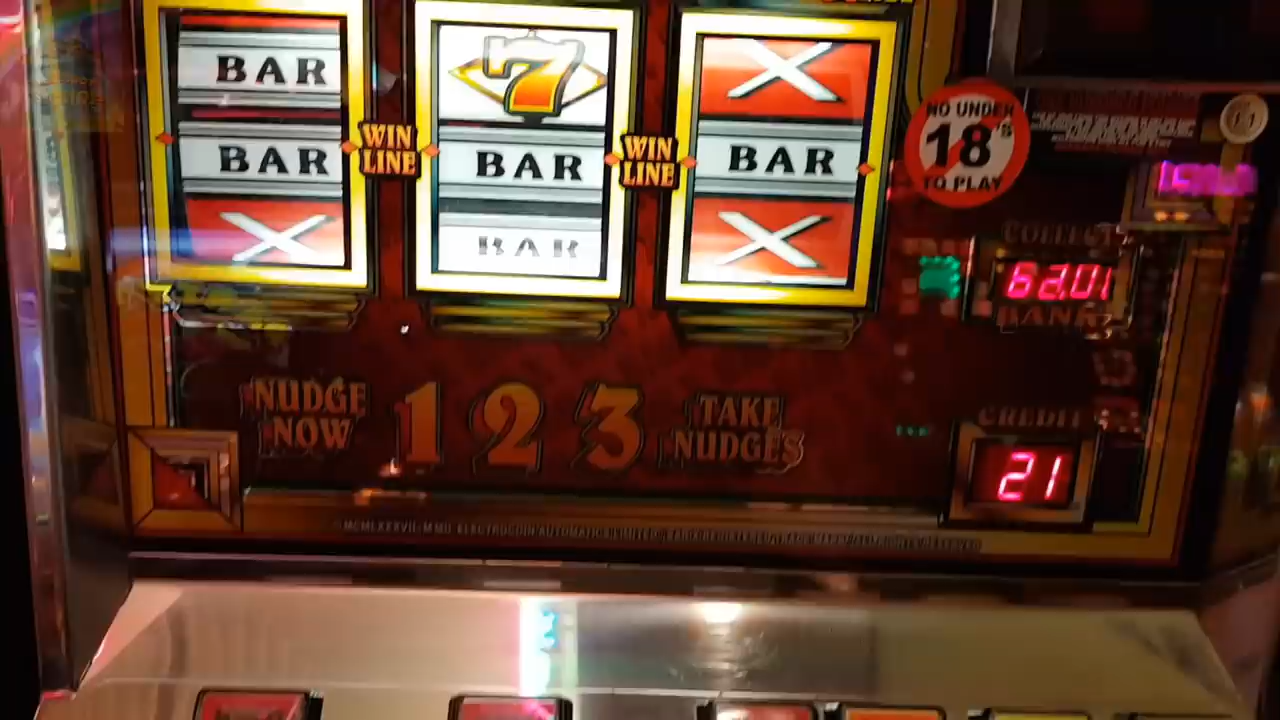 BAR
7
X
BAR
WIN
LINE
BAR
WIN
LINE
BAR
X
BAR
X
NO UNDER
18's
TO PLAY
COLLECT
62.01
BANK
NUDGE
NOW
1 2 3
TAKE
NUDGES
CREDIT
21